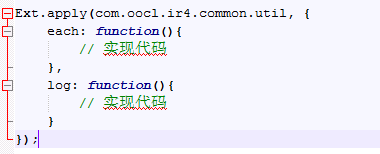 Ext.apply(com.oocl.ir4.common.util, {
    each: function(){
        // 实现代码
    },
    log: function(){
        // 实现代码
    }
});